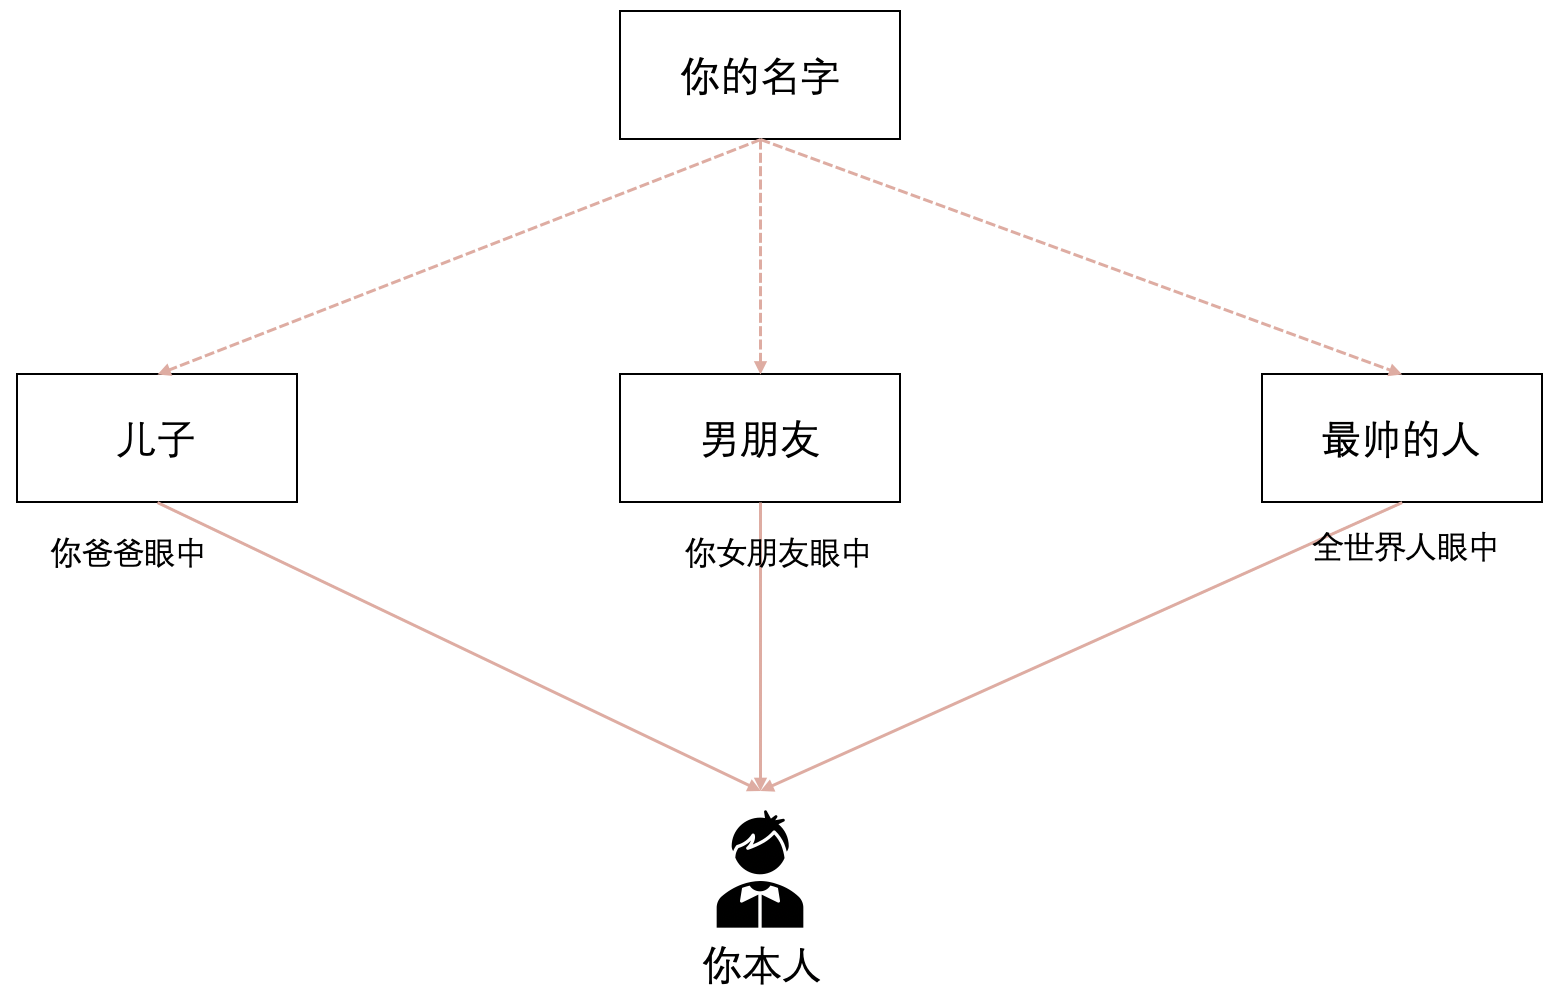 你的名字
儿子
男朋友
最帅的人
你爸爸眼中
你女朋友眼中
全世界人眼中
你本人